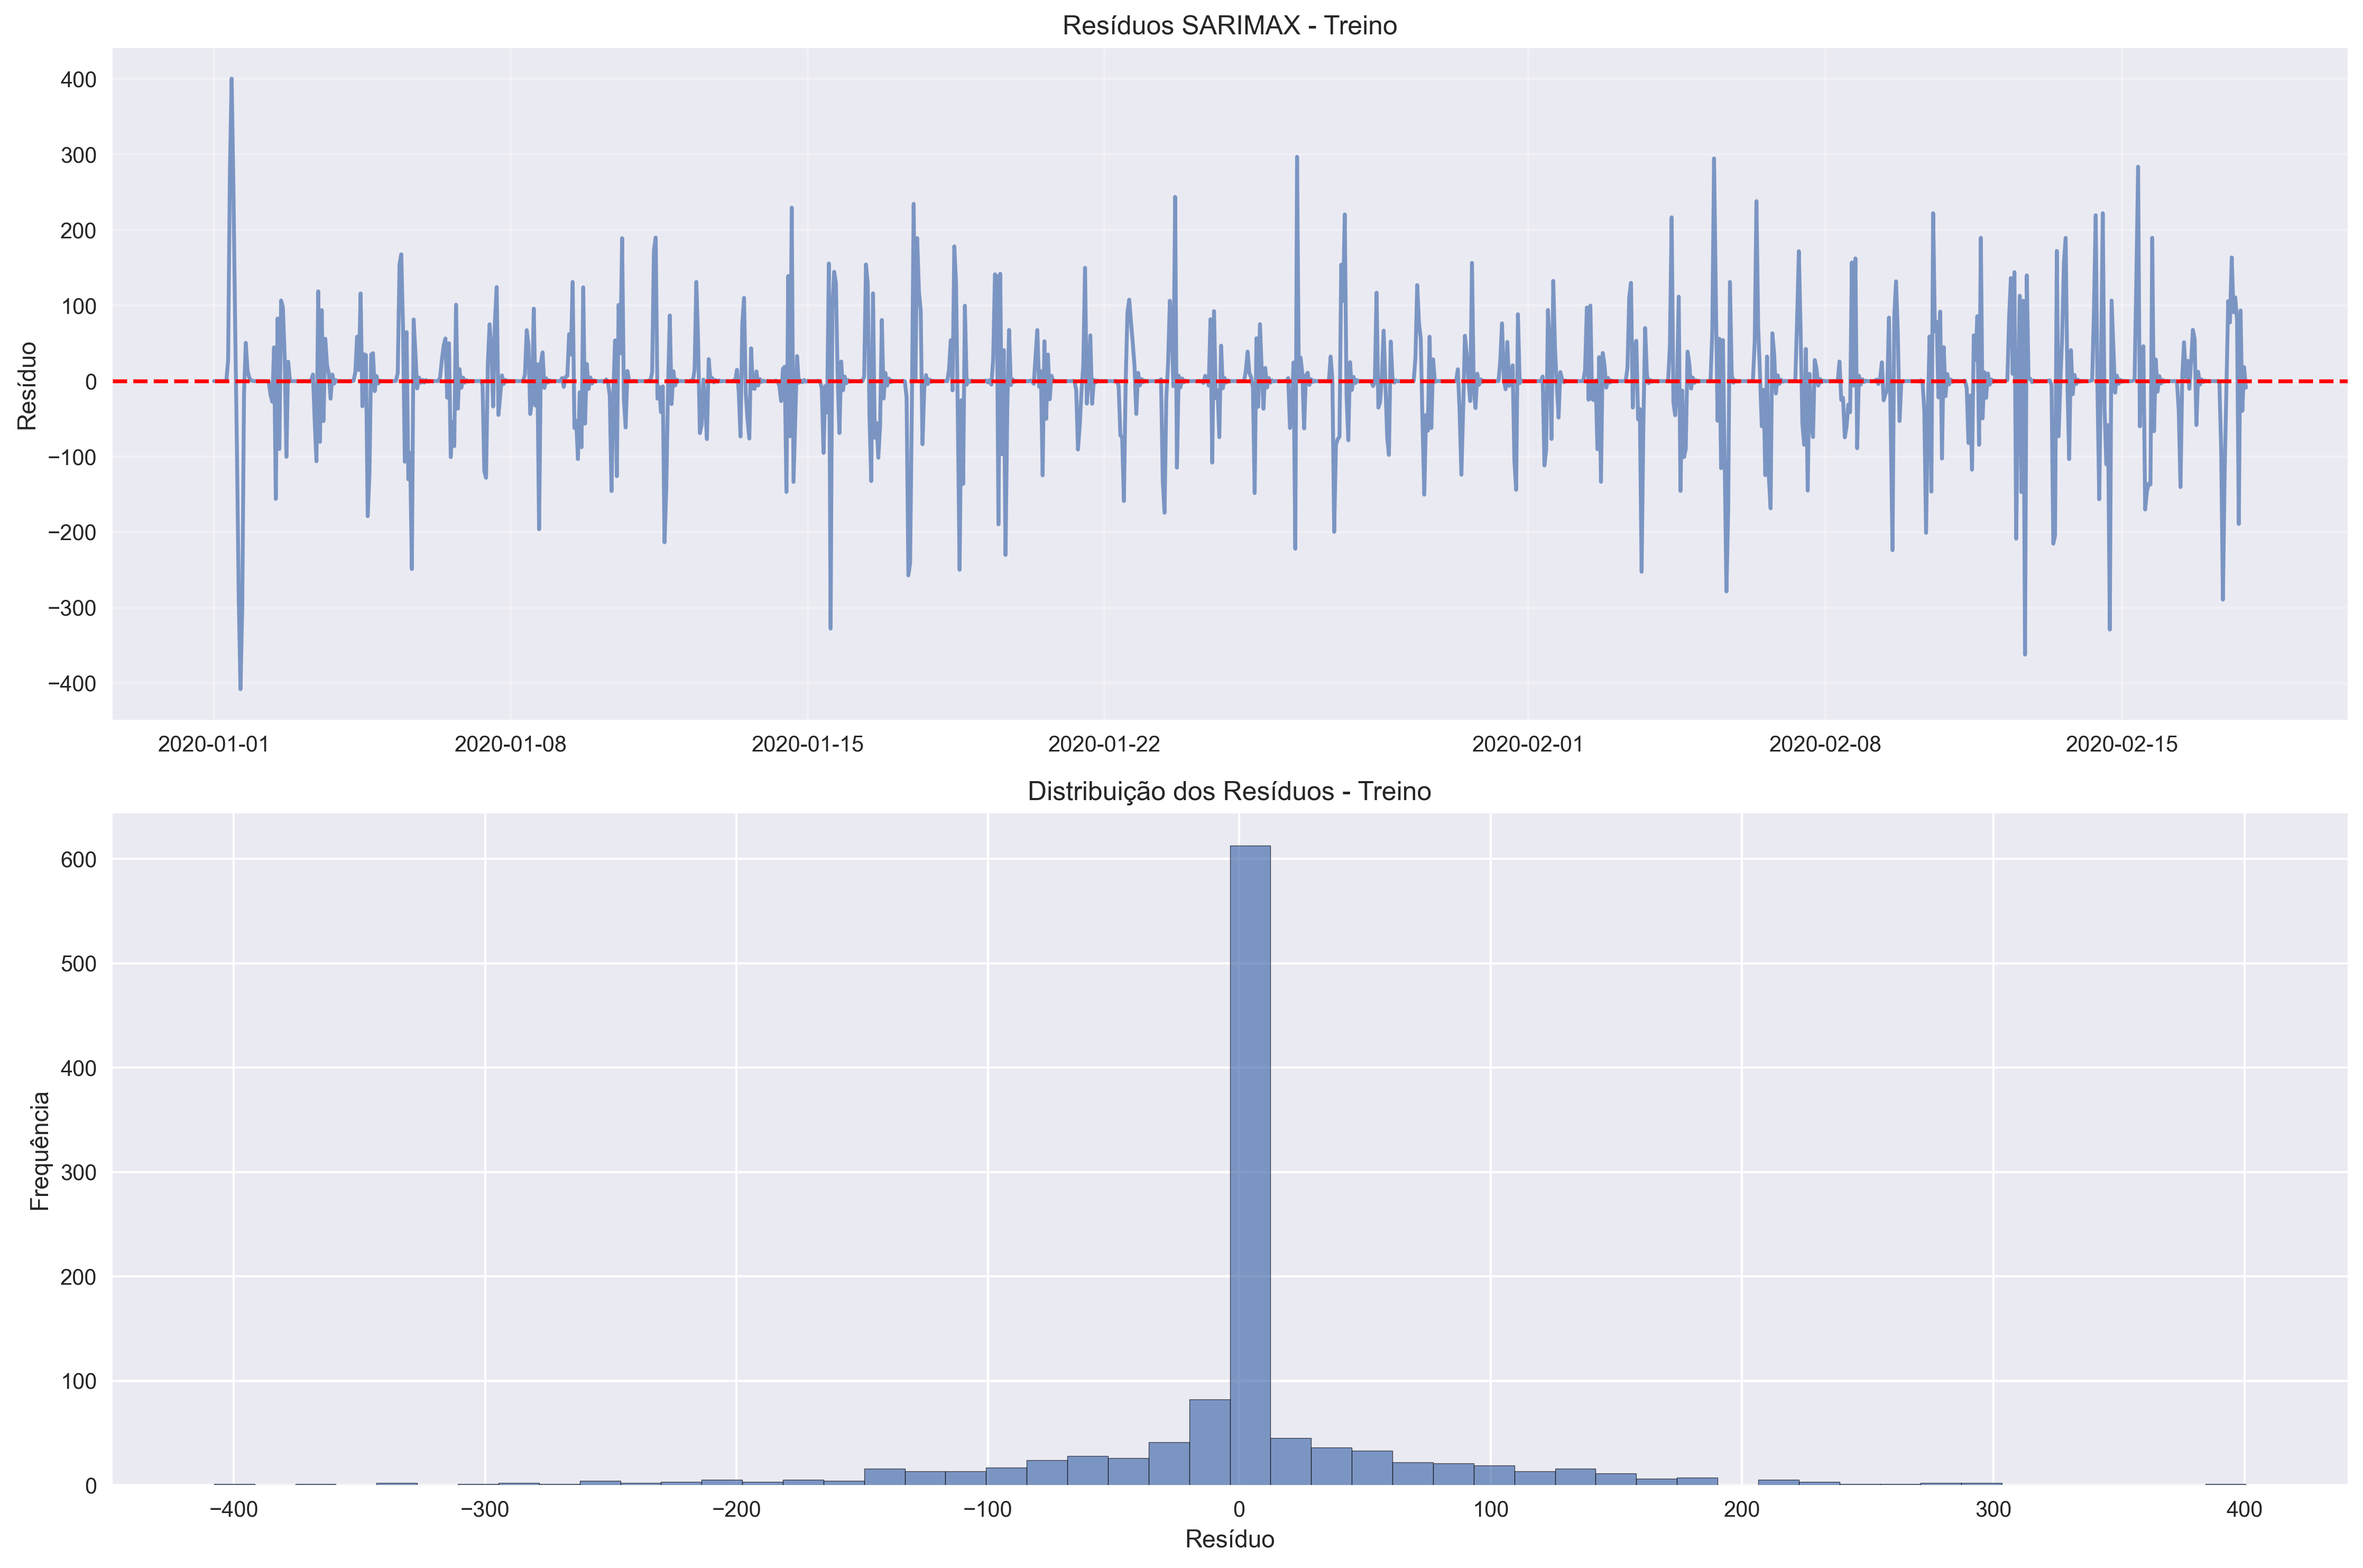 Resíduos SARIMAX - Treino
Resíduo
400
300
200
100
0
−100
−200
−300
−400
2020-01-01 2020-01-08 2020-01-15 2020-01-22 2020-02-01 2020-02-08 2020-02-15
Distribuição dos Resíduos - Treino
Frequência
600
500
400
300
200
100
0
−400 −300 −200 −100 0 100 200 300 400
Resíduo